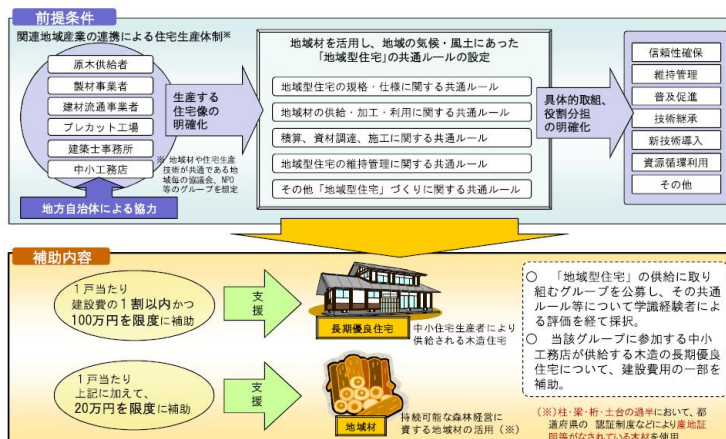 前提条件
関連地域産業の連携による住宅生産体制※
原木供給者
製材事業者
建材流通事業者
プレカット工場
建築士事務所
中小工務店
※ 地域材や住宅生産
技術が共通である地
域毎の協議会、NPO
等のグループを想定
地方自治体による協力
生産する
住宅像の
明確化
地域材を活用し、地域の気候・風土にあった
「地域型住宅」の共通ルールの設定
地域型住宅の規格・仕様に関する共通ルール
地域材の供給・加工・利用に関する共通ルール
積算、資材調達、施工に関する共通ルール
地域型住宅の維持管理に関する共通ルール
その他「地域型住宅」づくりに関する共通ルール
具体的取組、
役割分担
の明確化
信頼性確保
維持管理
普及促進
技術継承
新技術導入
資源循環利用
その他
補助内容
１戸当たり
建設費の１割以内かつ
100万円を限度に補助
支
援
長期優良住宅
中小住宅生産者により
供給される木造住宅
１戸当たり
上記に加えて、
20万円を限度に補助
支
援
地域材
持続可能な森林経営に
資する地域材の活用（※）
○　「地域型住宅」の供給に取り
組むグループを公募し、その共通
ルール等について学識経験者によ
る評価を経て採択。
○　当該グループに参加する中小
工務店が供給する木造の長期優良
住宅について、建設費用の一部を
補助。
（※）柱・梁・桁・土台の過半において、都
道府県の 認証制度などにより産地証
明等がなされている木材を使用